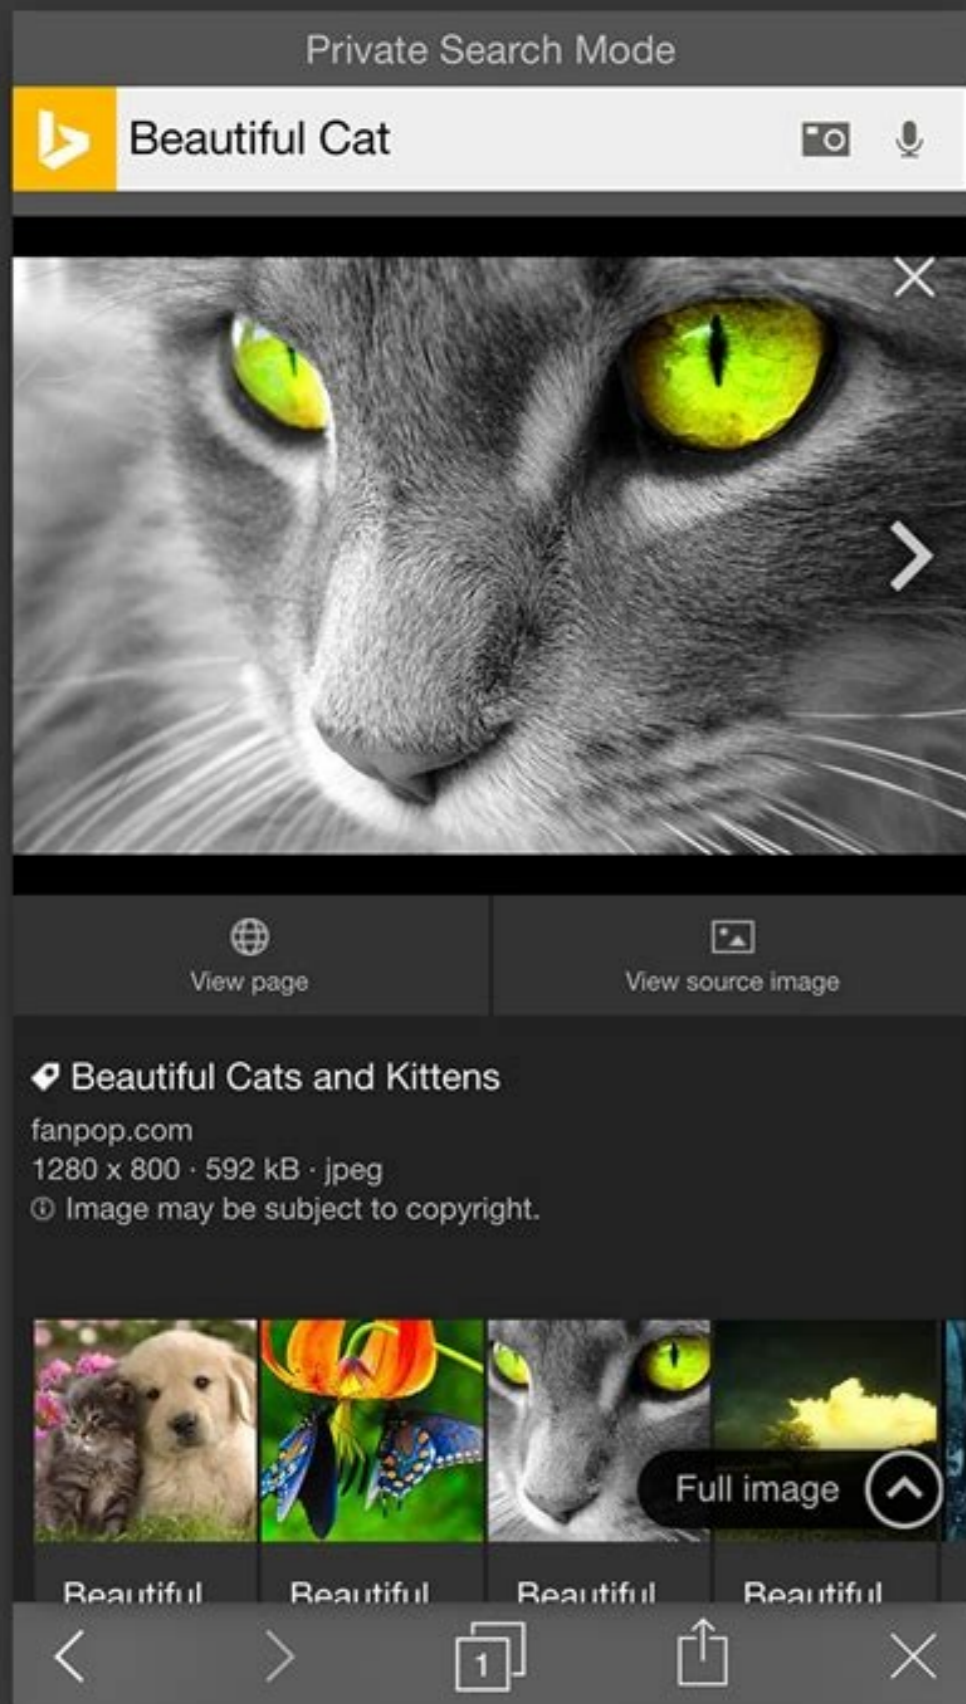 Private Search Mode
Beautiful Cat
View page
View source image
Beautiful Cats and Kittens
fanpop.com
1280 x 800 · 592 kB · jpeg
Image may be subject to copyright.
Full image
Beautiful Beautiful Beautiful Beautiful
1